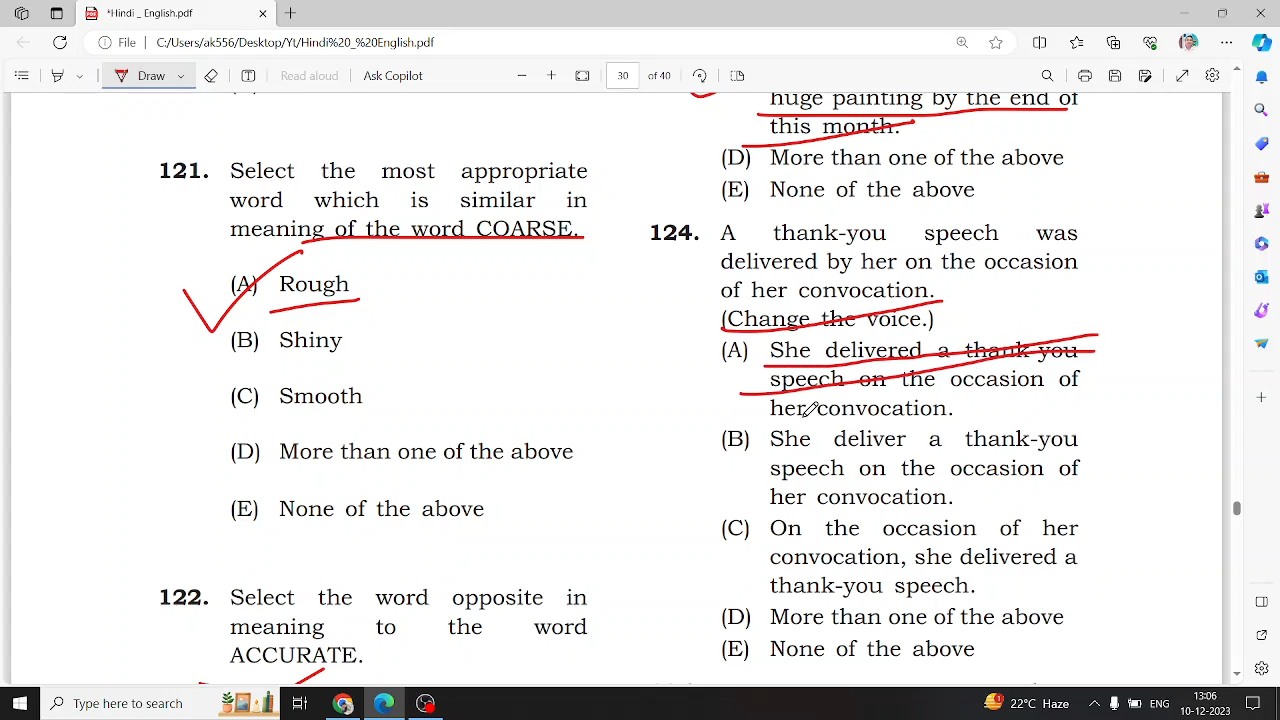 *Hindi _ English.pdf
File
C:/Users/ak556/Desktop/Yt/Hindi%20_%20English.pdf
Draw
Read aloud
Ask Copilot
30
of 40
121. Select the most appropriate
word which is similar in
meaning of the word COARSE.
(A) Rough
(B) Shiny
(C) Smooth
(D) More than one of the above
(E) None of the above
122. Select the word opposite in
meaning to the word
ACCURATE.
huge painting by the end of
this month.
(D) More than one of the above
(E) None of the above
124. A thank-you speech was
delivered by her on the occasion
of her convocation.
(Change the voice.)
(A) She delivered a thank-you
speech on the occasion of
her convocation.
(B) She deliver a thank-you
speech on the occasion of
her convocation.
(C) On the occasion of her
convocation, she delivered a
thank-you speech.
(D) More than one of the above
(E) None of the above
Type here to search
22°C Haze
ENG
13:06
10-12-2023